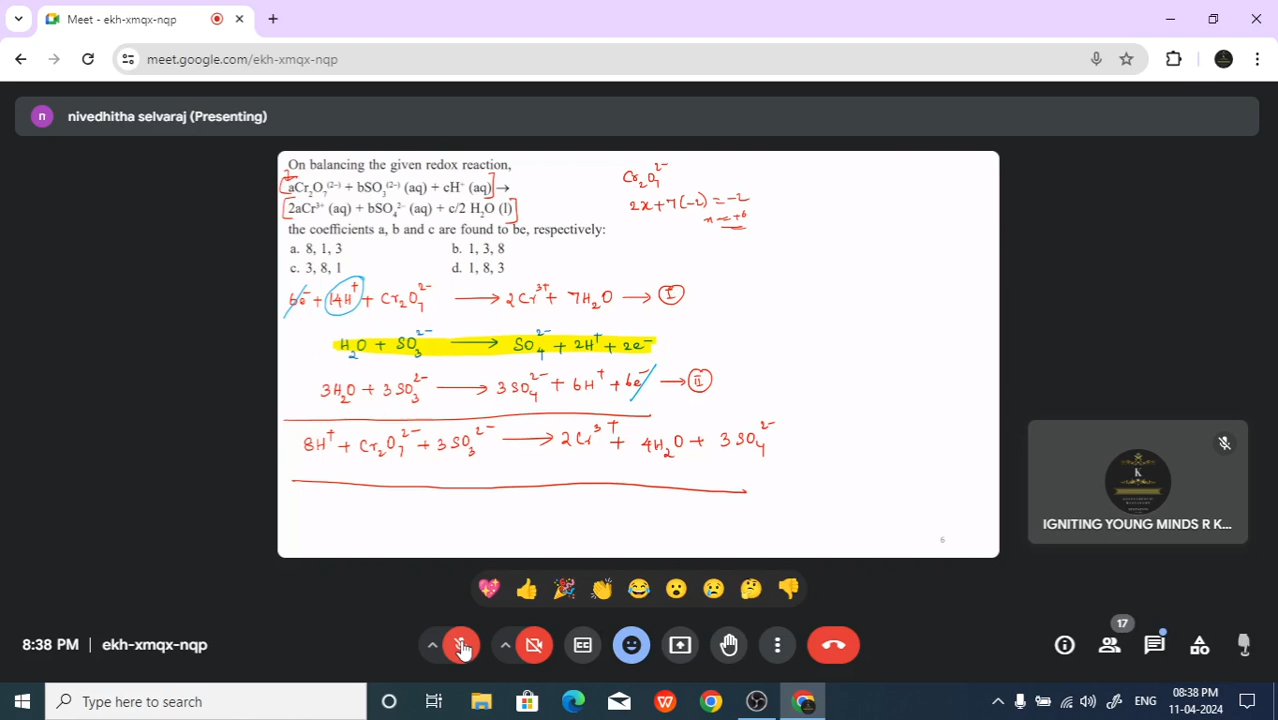 Meet - ekh-xmqx-nqp
meet.google.com/ekh-xmqx-nqp
n nivedhitha selvaraj (Presenting)
On balancing the given redox reaction,
aCr₂O₇⁽²⁻⁾ + bSO₃⁽²⁻⁾ (aq) + cH⁺ (aq) →
2aCr³⁺ (aq) + bSO₄²⁻ (aq) + c/2 H₂O (l)
the coefficients a, b and c are found to be, respectively:
a. 8, 1, 3 b. 1, 3, 8
c. 3, 8, 1 d. 1, 8, 3
Cr₂O₇²⁻
2x+7(-2) = -2
x = +6
6e⁻ + 14H⁺ + Cr₂O₇²⁻ → 2Cr³⁺ + 7H₂O → I
H₂O + SO₃²⁻ → SO₄²⁻ + 2H⁺ + 2e⁻
3H₂O + 3SO₃²⁻ → 3SO₄²⁻ + 6H⁺ + 6e⁻ → II
8H⁺ + Cr₂O₇²⁻ + 3SO₃²⁻ → 2Cr³⁺ + 4H₂O + 3SO₄²⁻
6
K
IGNITING YOUNG MINDS R K...
8:38 PM | ekh-xmqx-nqp
17
Type here to search
ENG
08:38 PM
11-04-2024